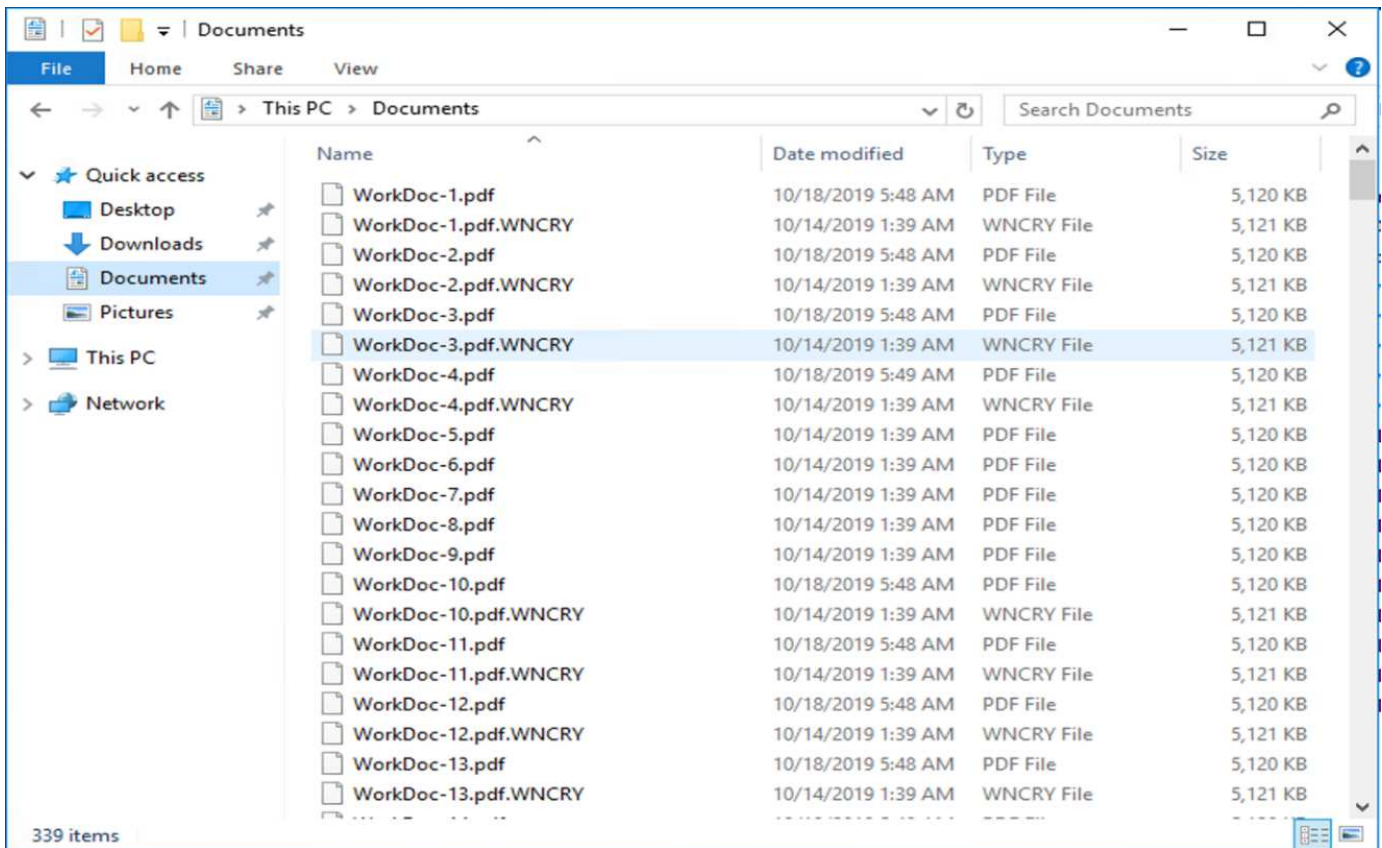 Documents
File Home Share View
This PC > Documents Search Documents
Name Date modified Type Size
Quick access
Desktop
Downloads
Documents
Pictures
This PC
Network
WorkDoc-1.pdf 10/18/2019 5:48 AM PDF File 5,120 KB
WorkDoc-1.pdf.WNCRY 10/14/2019 1:39 AM WNCRY File 5,121 KB
WorkDoc-2.pdf 10/18/2019 5:48 AM PDF File 5,120 KB
WorkDoc-2.pdf.WNCRY 10/14/2019 1:39 AM WNCRY File 5,121 KB
WorkDoc-3.pdf 10/18/2019 5:48 AM PDF File 5,120 KB
WorkDoc-3.pdf.WNCRY 10/14/2019 1:39 AM WNCRY File 5,121 KB
WorkDoc-4.pdf 10/18/2019 5:49 AM PDF File 5,120 KB
WorkDoc-4.pdf.WNCRY 10/14/2019 1:39 AM WNCRY File 5,121 KB
WorkDoc-5.pdf 10/14/2019 1:39 AM PDF File 5,120 KB
WorkDoc-6.pdf 10/14/2019 1:39 AM PDF File 5,120 KB
WorkDoc-7.pdf 10/14/2019 1:39 AM PDF File 5,120 KB
WorkDoc-8.pdf 10/14/2019 1:39 AM PDF File 5,120 KB
WorkDoc-9.pdf 10/14/2019 1:39 AM PDF File 5,120 KB
WorkDoc-10.pdf 10/18/2019 5:48 AM PDF File 5,120 KB
WorkDoc-10.pdf.WNCRY 10/14/2019 1:39 AM WNCRY File 5,121 KB
WorkDoc-11.pdf 10/18/2019 5:48 AM PDF File 5,120 KB
WorkDoc-11.pdf.WNCRY 10/14/2019 1:39 AM WNCRY File 5,121 KB
WorkDoc-12.pdf 10/18/2019 5:48 AM PDF File 5,120 KB
WorkDoc-12.pdf.WNCRY 10/14/2019 1:39 AM WNCRY File 5,121 KB
WorkDoc-13.pdf 10/18/2019 5:48 AM PDF File 5,120 KB
WorkDoc-13.pdf.WNCRY 10/14/2019 1:39 AM WNCRY File 5,121 KB
339 items